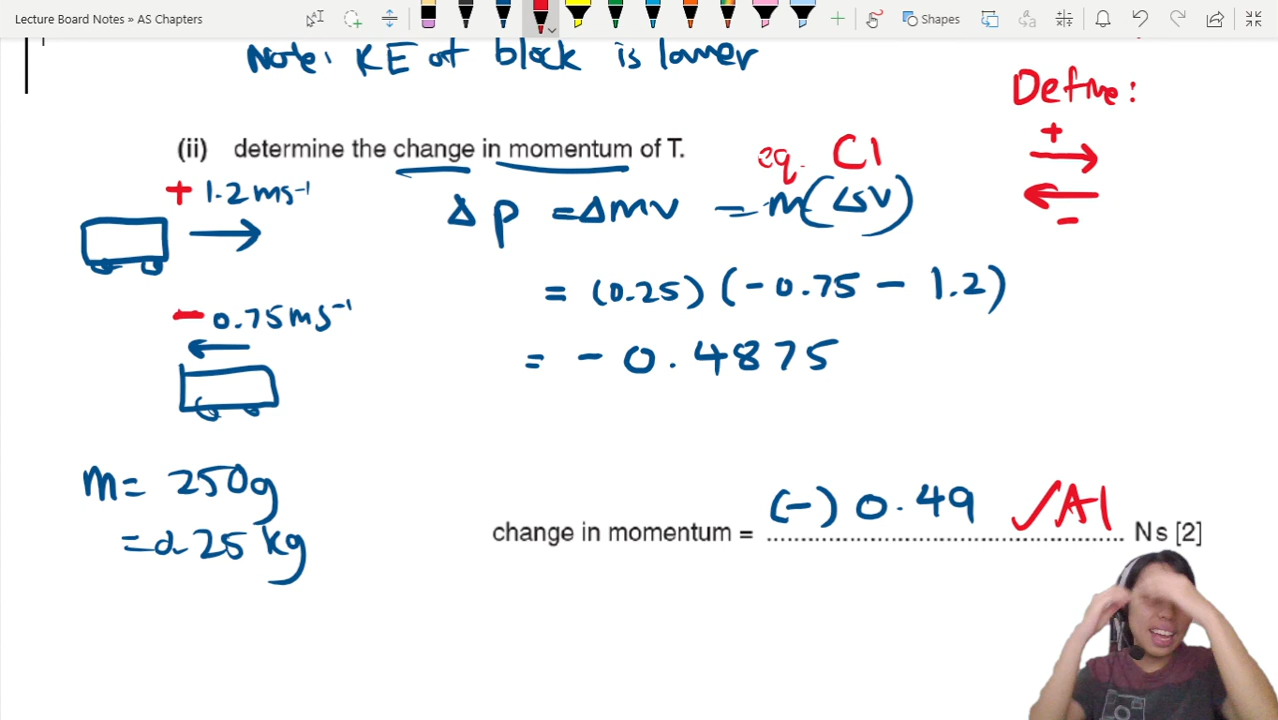 Lecture Board Notes » AS Chapters
Shapes
Note: KE of block is lower
Define:
+
-
(ii) determine the change in momentum of T.
eq. C1
+ 1.2 ms⁻¹
Δp = Δmv = m(Δv)
= (0.25)(-0.75 - 1.2)
- 0.75 ms⁻¹
= - 0.4875
m = 250g
= 0.25 kg
(-) 0.49 ✓A1
change in momentum = ............................................................ N s [2]